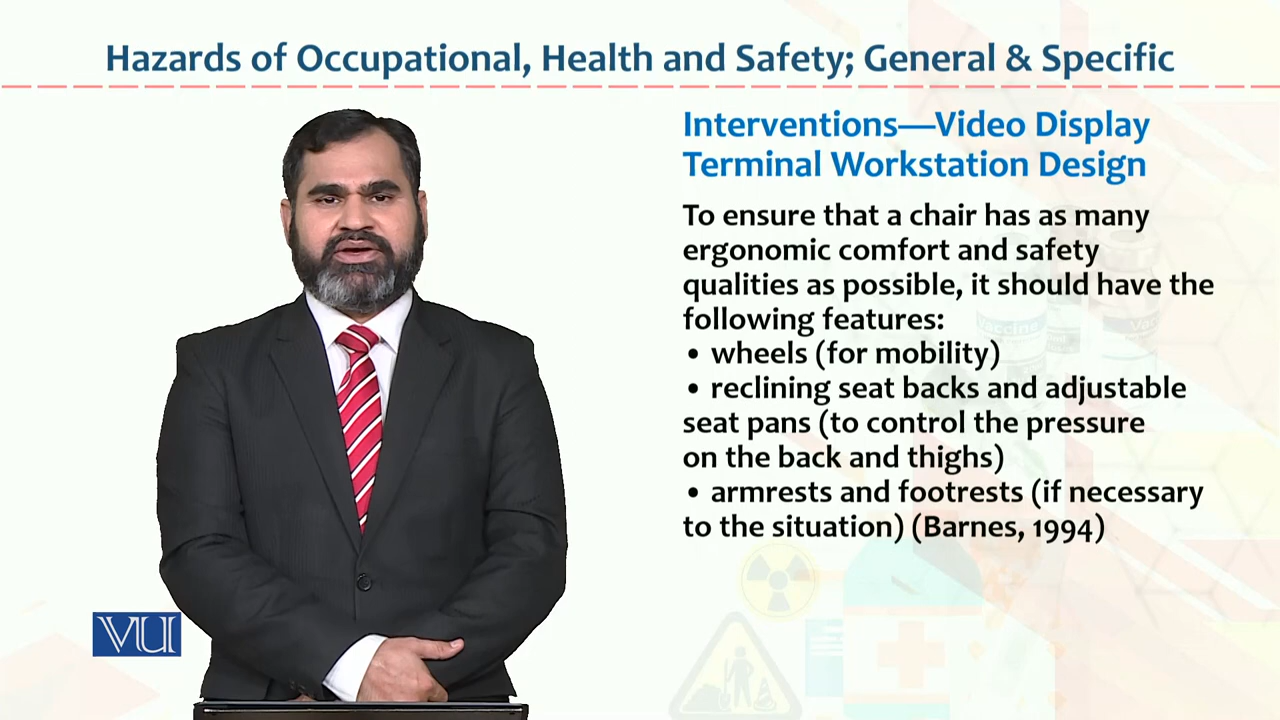 Hazards of Occupational, Health and Safety; General & Specific
Interventions—Video Display
Terminal Workstation Design
To ensure that a chair has as many
ergonomic comfort and safety
qualities as possible, it should have the
following features:
• wheels (for mobility)
• reclining seat backs and adjustable
seat pans (to control the pressure
on the back and thighs)
• armrests and footrests (if necessary
to the situation) (Barnes, 1994)
VU
Vaccine